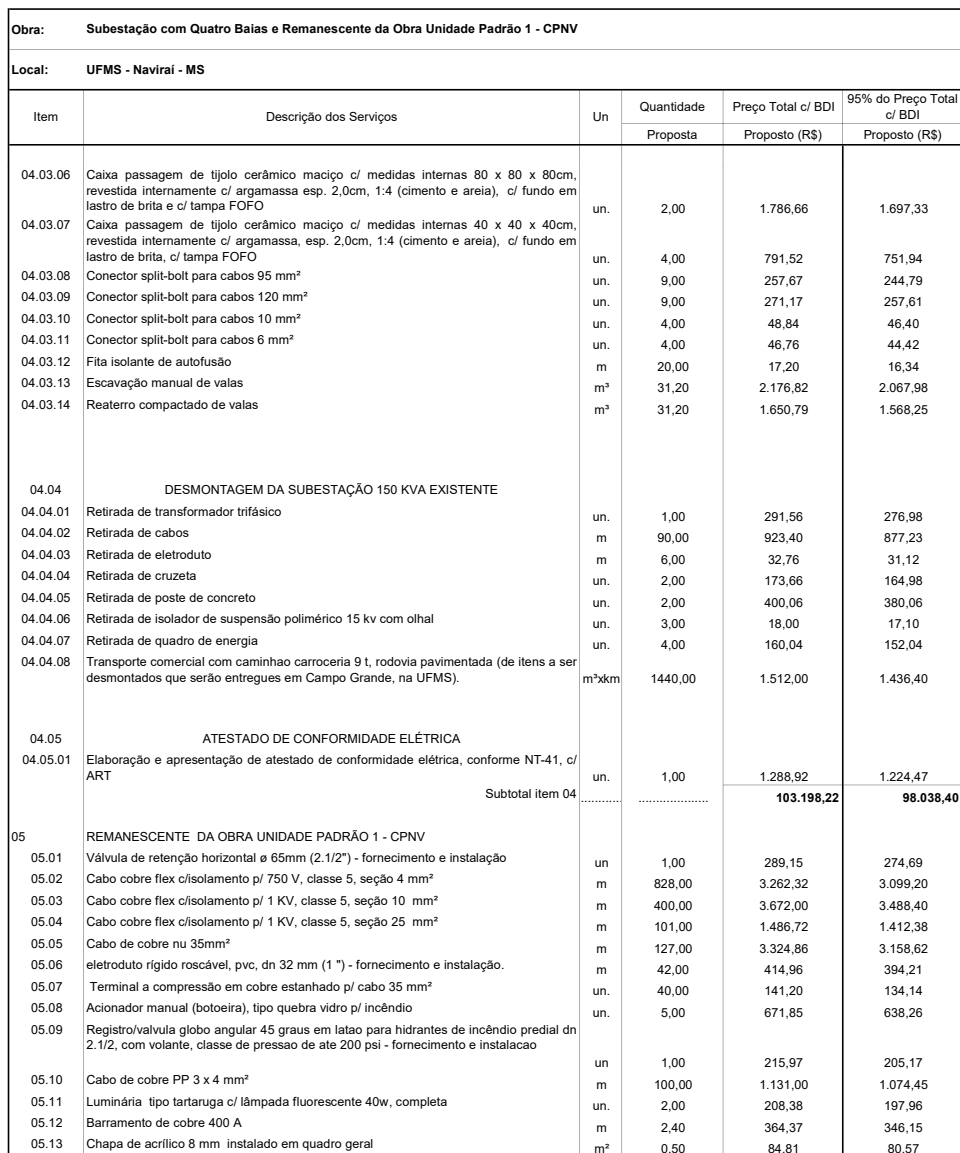 Obra: Subestação com Quatro Baias e Remanescente da Obra Unidade Padrão 1 - CPNV
Local: UFMS - Naviraí - MS
Item Descrição dos Serviços Un Quantidade Preço Total c/ BDI 95% do Preço Total c/ BDI
Proposta Proposto (R$) Proposto (R$)
04.03.06 Caixa passagem de tijolo cerâmico maciço c/ medidas internas 80 x 80 x 80cm,
revestida internamente c/ argamassa esp. 2,0cm, 1:4 (cimento e areia), c/ fundo em
lastro de brita e c/ tampa FOFO un. 2,00 1.786,66 1.697,33
04.03.07 Caixa passagem de tijolo cerâmico maciço c/ medidas internas 40 x 40 x 40cm,
revestida internamente c/ argamassa, esp. 2,0cm, 1:4 (cimento e areia), c/ fundo em
lastro de brita, c/ tampa FOFO un. 4,00 791,52 751,94
04.03.08 Conector split-bolt para cabos 95 mm² un. 9,00 257,67 244,79
04.03.09 Conector split-bolt para cabos 120 mm² un. 9,00 271,17 257,61
04.03.10 Conector split-bolt para cabos 10 mm² un. 4,00 48,84 46,40
04.03.11 Conector split-bolt para cabos 6 mm² un. 4,00 46,76 44,42
04.03.12 Fita isolante de autofusão m 20,00 17,20 16,34
04.03.13 Escavação manual de valas m³ 31,20 2.176,82 2.067,98
04.03.14 Reaterro compactado de valas m³ 31,20 1.650,79 1.568,25
04.04 DESMONTAGEM DA SUBESTAÇÃO 150 KVA EXISTENTE
04.04.01 Retirada de transformador trifásico un. 1,00 291,56 276,98
04.04.02 Retirada de cabos m 90,00 923,40 877,23
04.04.03 Retirada de eletroduto m 6,00 32,76 31,12
04.04.04 Retirada de cruzeta un. 2,00 173,66 164,98
04.04.05 Retirada de poste de concreto un. 2,00 400,06 380,06
04.04.06 Retirada de isolador de suspensão polimérico 15 kv com olhal un. 3,00 18,00 17,10
04.04.07 Retirada de quadro de energia un. 4,00 160,04 152,04
04.04.08 Transporte comercial com caminhao carroceria 9 t, rodovia pavimentada (de itens a ser
desmontados que serão entregues em Campo Grande, na UFMS). m³xkm 1440,00 1.512,00 1.436,40
04.05 ATESTADO DE CONFORMIDADE ELÉTRICA
04.05.01 Elaboração e apresentação de atestado de conformidade elétrica, conforme NT-41, c/
ART un. 1,00 1.288,92 1.224,47
Subtotal item 04 ............ .................... 103.198,22 98.038,40
05 REMANESCENTE DA OBRA UNIDADE PADRÃO 1 - CPNV
05.01 Válvula de retenção horizontal ø 65mm (2.1/2") - fornecimento e instalação un 1,00 289,15 274,69
05.02 Cabo cobre flex c/isolamento p/ 750 V, classe 5, seção 4 mm² m 828,00 3.262,32 3.099,20
05.03 Cabo cobre flex c/isolamento p/ 1 KV, classe 5, seção 10 mm² m 400,00 3.672,00 3.488,40
05.04 Cabo cobre flex c/isolamento p/ 1 KV, classe 5, seção 25 mm² m 101,00 1.486,72 1.412,38
05.05 Cabo de cobre nu 35mm² m 127,00 3.324,86 3.158,62
05.06 eletroduto rígido roscável, pvc, dn 32 mm (1 ") - fornecimento e instalação. m 42,00 414,96 394,21
05.07 Terminal a compressão em cobre estanhado p/ cabo 35 mm² un. 40,00 141,20 134,14
05.08 Acionador manual (botoeira), tipo quebra vidro p/ incêndio un. 5,00 671,85 638,26
05.09 Registro/valvula globo angular 45 graus em latao para hidrantes de incêndio predial dn
2.1/2, com volante, classe de pressao de ate 200 psi - fornecimento e instalacao un 1,00 215,97 205,17
05.10 Cabo de cobre PP 3 x 4 mm² m 100,00 1.131,00 1.074,45
05.11 Luminária tipo tartaruga c/ lâmpada fluorescente 40w, completa un. 2,00 208,38 197,96
05.12 Barramento de cobre 400 A m 2,40 364,37 346,15
05.13 Chapa de acrílico 8 mm instalado em quadro geral m² 0,50 84,81 80,57